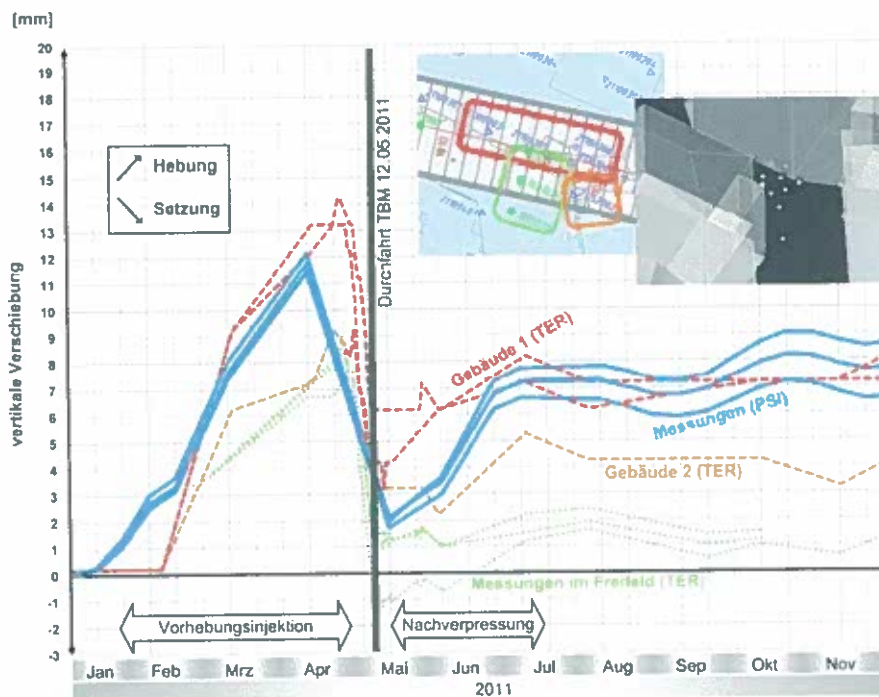 [mm]
20
19
18
17
16
15
14
13
12
11
10
9
8
7
6
5
4
3
2
1
0
-1
-2
-3
vertikale Verschiebung
Hebung
Setzung
Durchfahrt TBM 12.05.2011
Gebäude 1 (TER)
Messungen (PSI)
Gebäude 2 (TER)
Messungen im Freifeld (TER)
Vorhebungsinjektion
Nachverpressung
Jan Feb Mrz Apr Mai Jun Jul Aug Sep Okt Nov
2011